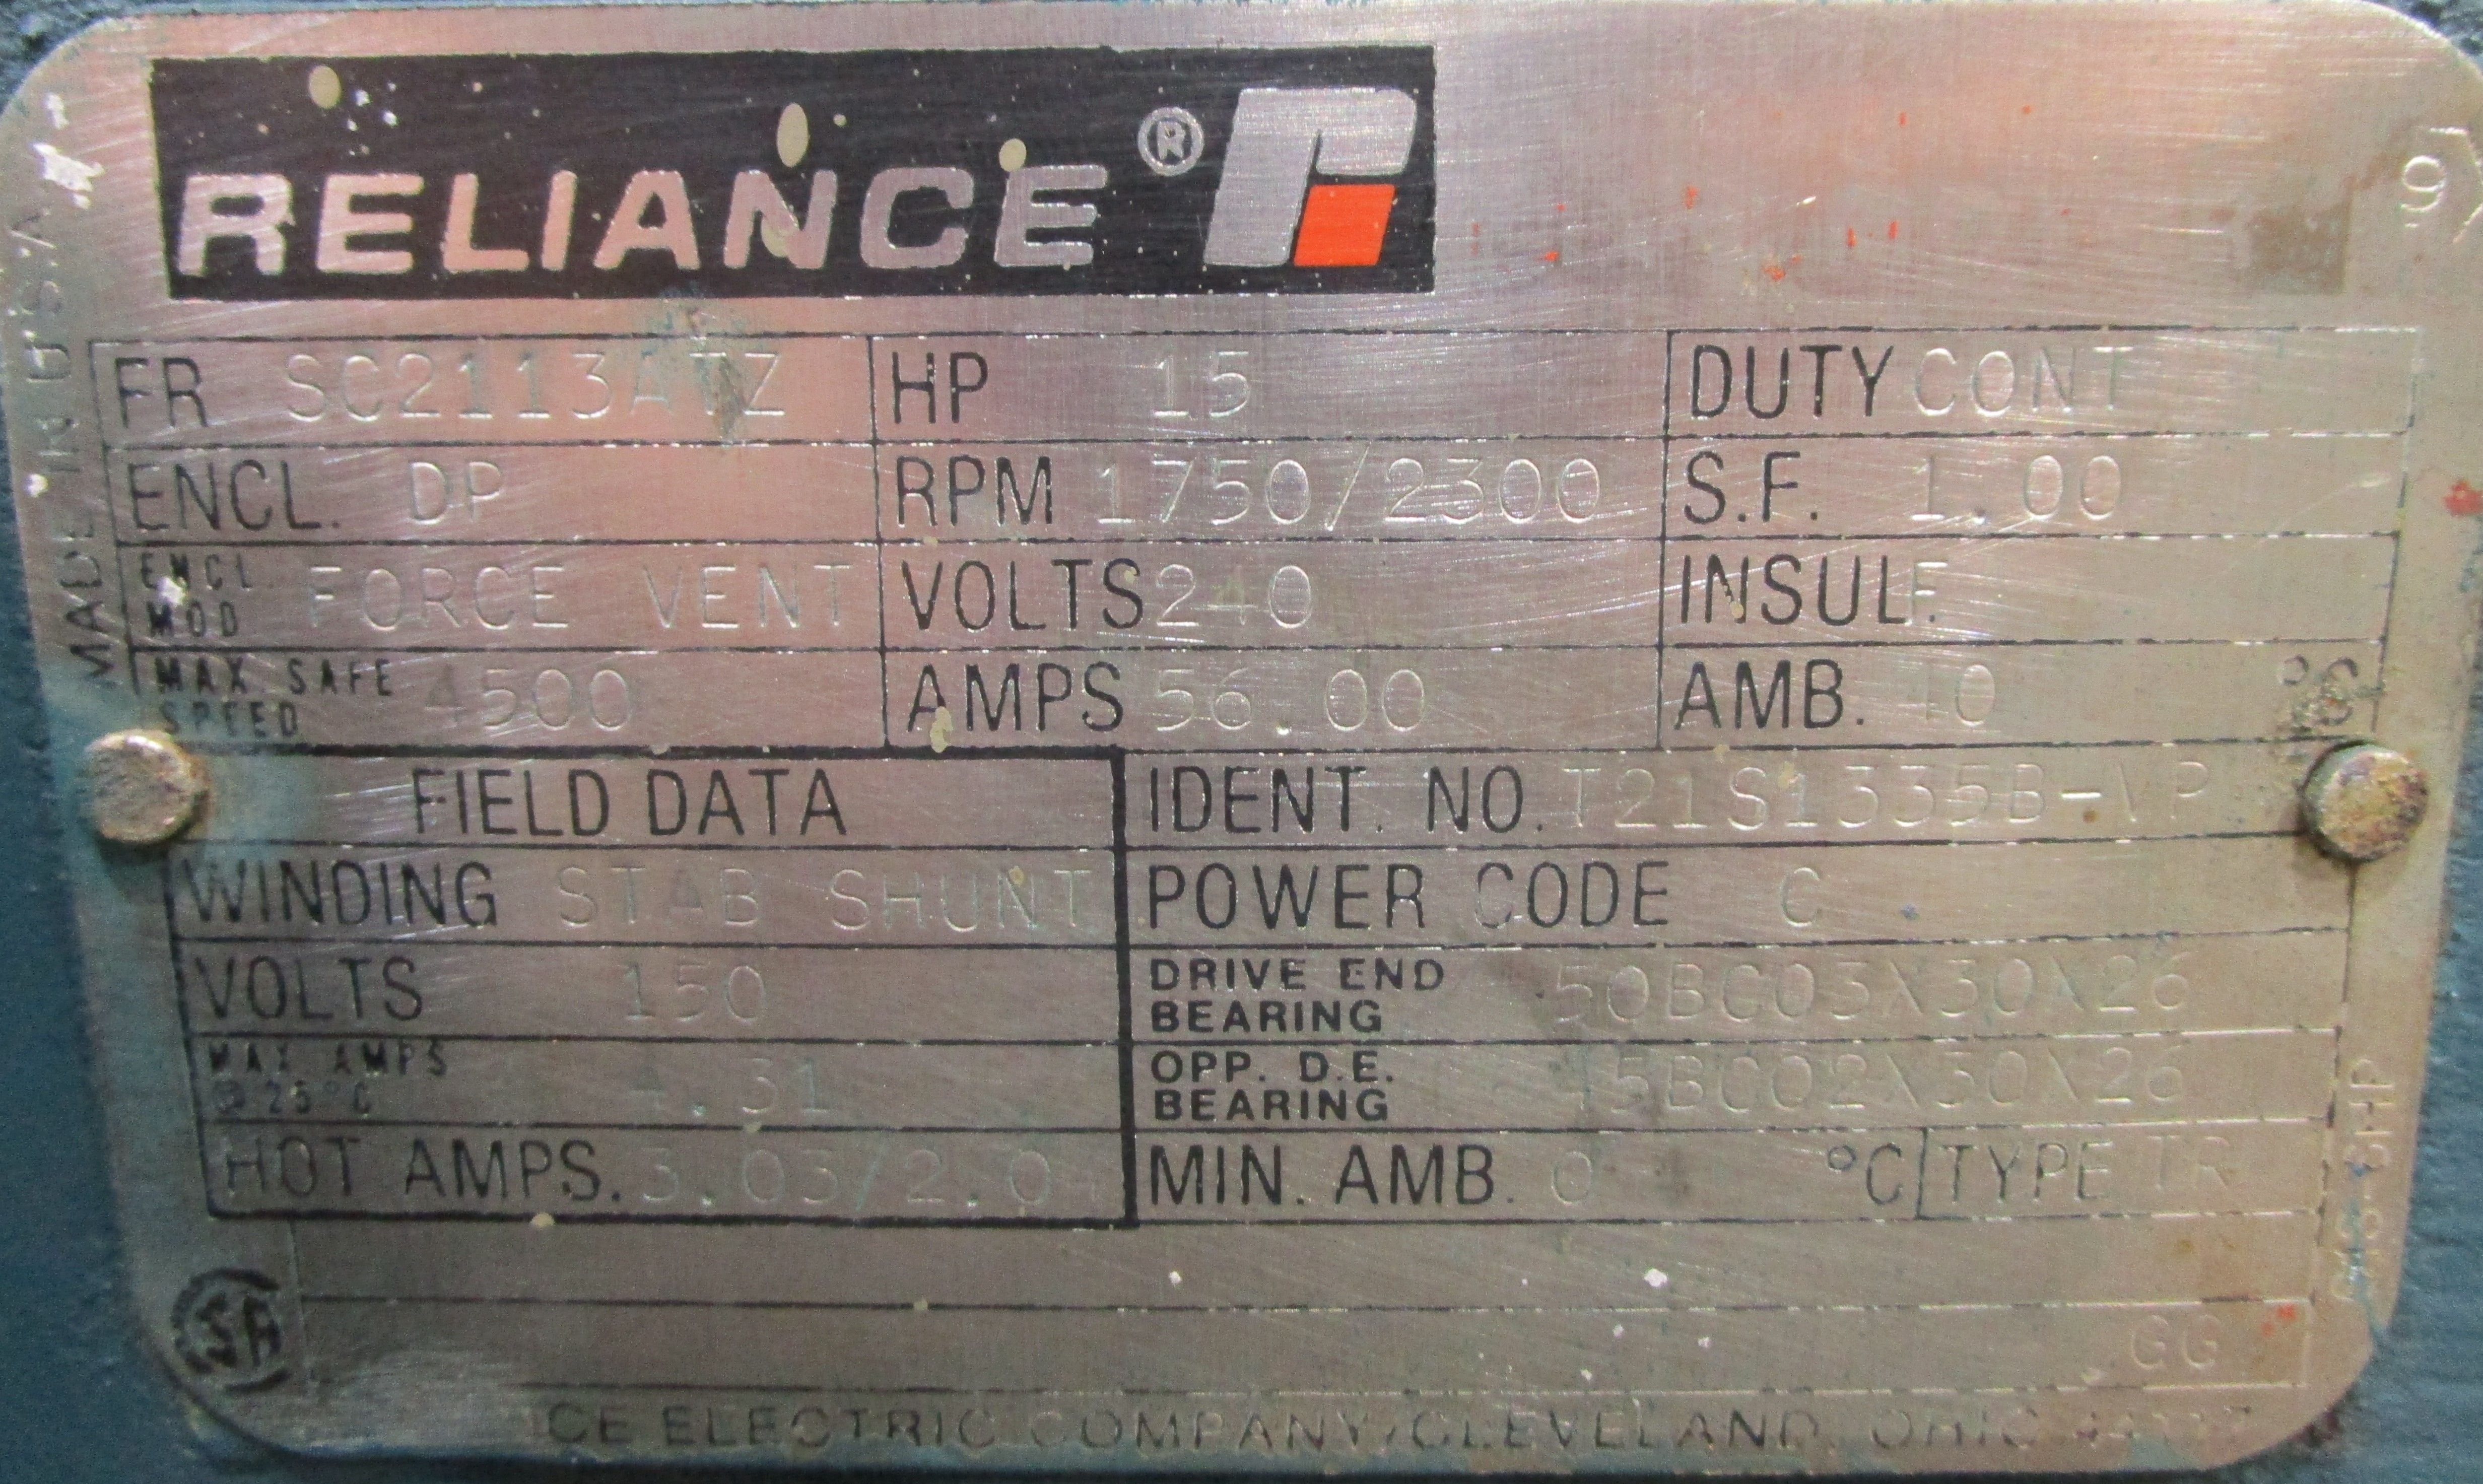 RELIANCE ®
MADE IN U.S.A.
FR SC2113ATZ HP 15 DUTY CONT
ENCL. DP RPM 1750/2300 S.F. 1.00
ENCL. MOD FORCE VENT VOLTS 240 INSUL. F
MAX SAFE SPEED 4500 AMPS 56.00 AMB. 40 °C
FIELD DATA IDENT. NO. T21S1335B-VP
WINDING STAB SHUNT POWER CODE C
VOLTS 150 DRIVE END BEARING 50BC03X30X26
MAX AMPS @ 25°C 4.31 OPP. D.E. BEARING 45BC02X30X26
HOT AMPS. 3.03/2.04 MIN. AMB. 0 °C TYPE TR
SA
GG
CE ELECTRIC COMPANY/CLEVELAND, OHIO